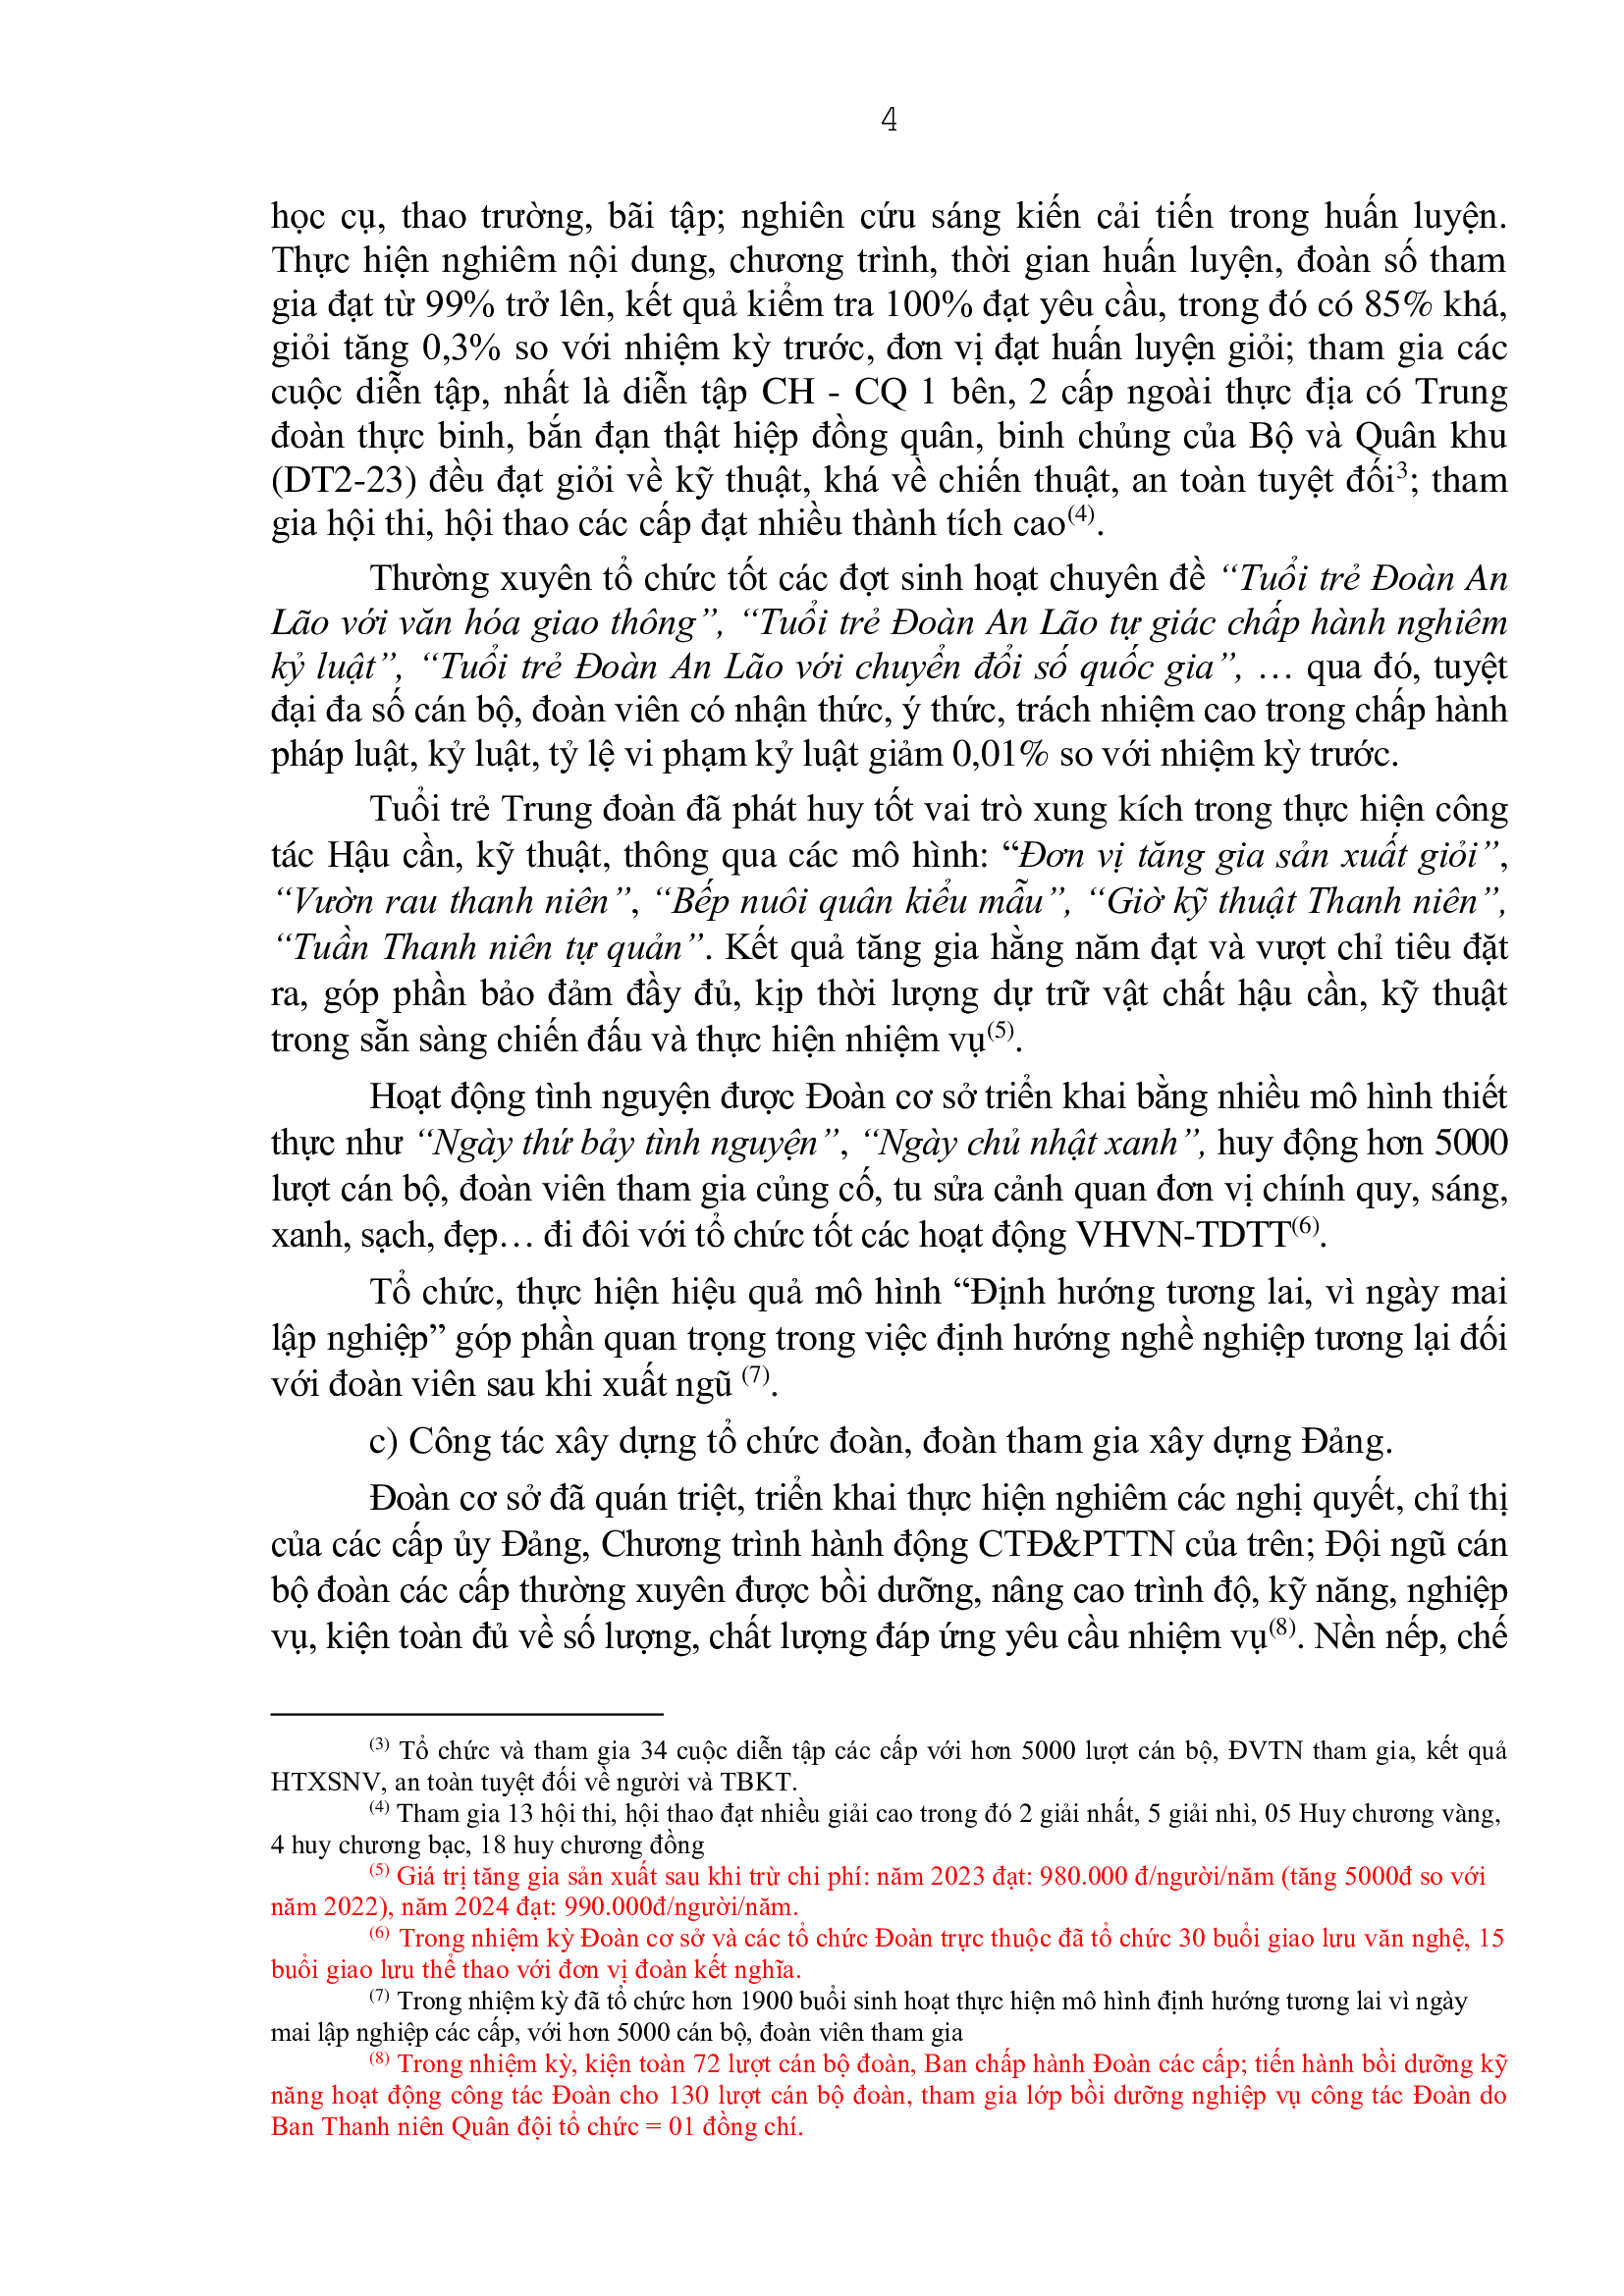 4
học cụ, thao trường, bãi tập; nghiên cứu sáng kiến cải tiến trong huấn luyện.
Thực hiện nghiêm nội dung, chương trình, thời gian huấn luyện, đoàn số tham
gia đạt từ 99% trở lên, kết quả kiểm tra 100% đạt yêu cầu, trong đó có 85% khá,
giỏi tăng 0,3% so với nhiệm kỳ trước, đơn vị đạt huấn luyện giỏi; tham gia các
cuộc diễn tập, nhất là diễn tập CH - CQ 1 bên, 2 cấp ngoài thực địa có Trung
đoàn thực binh, bắn đạn thật hiệp đồng quân, binh chủng của Bộ và Quân khu
(DT2-23) đều đạt giỏi về kỹ thuật, khá về chiến thuật, an toàn tuyệt đối3; tham
gia hội thi, hội thao các cấp đạt nhiều thành tích cao(4).
Thường xuyên tổ chức tốt các đợt sinh hoạt chuyên đề “Tuổi trẻ Đoàn An
Lão với văn hóa giao thông”, “Tuổi trẻ Đoàn An Lão tự giác chấp hành nghiêm
kỷ luật”, “Tuổi trẻ Đoàn An Lão với chuyển đổi số quốc gia”, … qua đó, tuyệt
đại đa số cán bộ, đoàn viên có nhận thức, ý thức, trách nhiệm cao trong chấp hành
pháp luật, kỷ luật, tỷ lệ vi phạm kỷ luật giảm 0,01% so với nhiệm kỳ trước.
Tuổi trẻ Trung đoàn đã phát huy tốt vai trò xung kích trong thực hiện công
tác Hậu cần, kỹ thuật, thông qua các mô hình: “Đơn vị tăng gia sản xuất giỏi”,
“Vườn rau thanh niên”, “Bếp nuôi quân kiểu mẫu”, “Giờ kỹ thuật Thanh niên”,
“Tuần Thanh niên tự quản”. Kết quả tăng gia hằng năm đạt và vượt chỉ tiêu đặt
ra, góp phần bảo đảm đầy đủ, kịp thời lượng dự trữ vật chất hậu cần, kỹ thuật
trong sẵn sàng chiến đấu và thực hiện nhiệm vụ(5).
Hoạt động tình nguyện được Đoàn cơ sở triển khai bằng nhiều mô hình thiết
thực như “Ngày thứ bảy tình nguyện”, “Ngày chủ nhật xanh”, huy động hơn 5000
lượt cán bộ, đoàn viên tham gia củng cố, tu sửa cảnh quan đơn vị chính quy, sáng,
xanh, sạch, đẹp… đi đôi với tổ chức tốt các hoạt động VHVN-TDTT(6).
Tổ chức, thực hiện hiệu quả mô hình “Định hướng tương lai, vì ngày mai
lập nghiệp” góp phần quan trọng trong việc định hướng nghề nghiệp tương lại đối
với đoàn viên sau khi xuất ngũ (7).
c) Công tác xây dựng tổ chức đoàn, đoàn tham gia xây dựng Đảng.
Đoàn cơ sở đã quán triệt, triển khai thực hiện nghiêm các nghị quyết, chỉ thị
của các cấp ủy Đảng, Chương trình hành động CTĐ&PTTN của trên; Đội ngũ cán
bộ đoàn các cấp thường xuyên được bồi dưỡng, nâng cao trình độ, kỹ năng, nghiệp
vụ, kiện toàn đủ về số lượng, chất lượng đáp ứng yêu cầu nhiệm vụ(8). Nền nếp, chế
(3) Tổ chức và tham gia 34 cuộc diễn tập các cấp với hơn 5000 lượt cán bộ, ĐVTN tham gia, kết quả
HTXSNV, an toàn tuyệt đối về người và TBKT.
(4) Tham gia 13 hội thi, hội thao đạt nhiều giải cao trong đó 2 giải nhất, 5 giải nhì, 05 Huy chương vàng,
4 huy chương bạc, 18 huy chương đồng
(5) Giá trị tăng gia sản xuất sau khi trừ chi phí: năm 2023 đạt: 980.000 đ/người/năm (tăng 5000đ so với
năm 2022), năm 2024 đạt: 990.000đ/người/năm.
(6) Trong nhiệm kỳ Đoàn cơ sở và các tổ chức Đoàn trực thuộc đã tổ chức 30 buổi giao lưu văn nghệ, 15
buổi giao lưu thể thao với đơn vị đoàn kết nghĩa.
(7) Trong nhiệm kỳ đã tổ chức hơn 1900 buổi sinh hoạt thực hiện mô hình định hướng tương lai vì ngày
mai lập nghiệp các cấp, với hơn 5000 cán bộ, đoàn viên tham gia
(8) Trong nhiệm kỳ, kiện toàn 72 lượt cán bộ đoàn, Ban chấp hành Đoàn các cấp; tiến hành bồi dưỡng kỹ
năng hoạt động công tác Đoàn cho 130 lượt cán bộ đoàn, tham gia lớp bồi dưỡng nghiệp vụ công tác Đoàn do
Ban Thanh niên Quân đội tổ chức = 01 đồng chí.